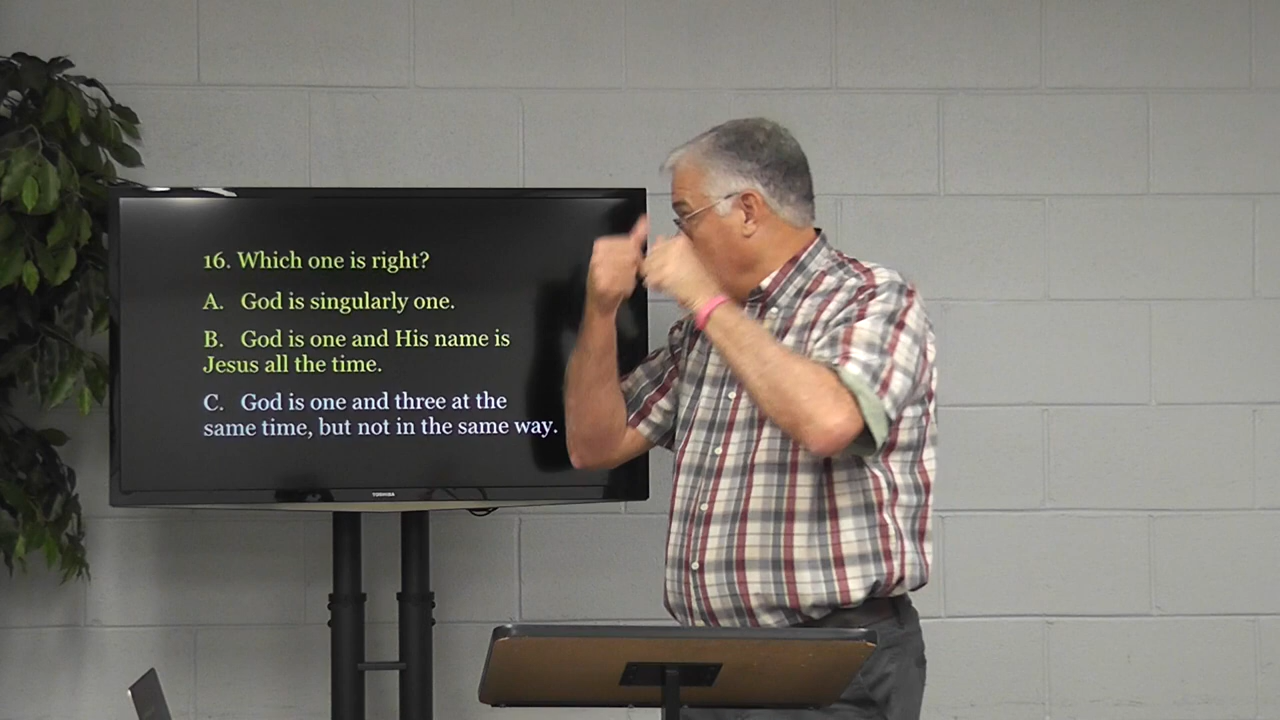 16. Which one is right?
A. God is singularly one.
B. God is one and His name is
Jesus all the time.
C. God is one and three at the
same time, but not in the same way.
TOSHIBA